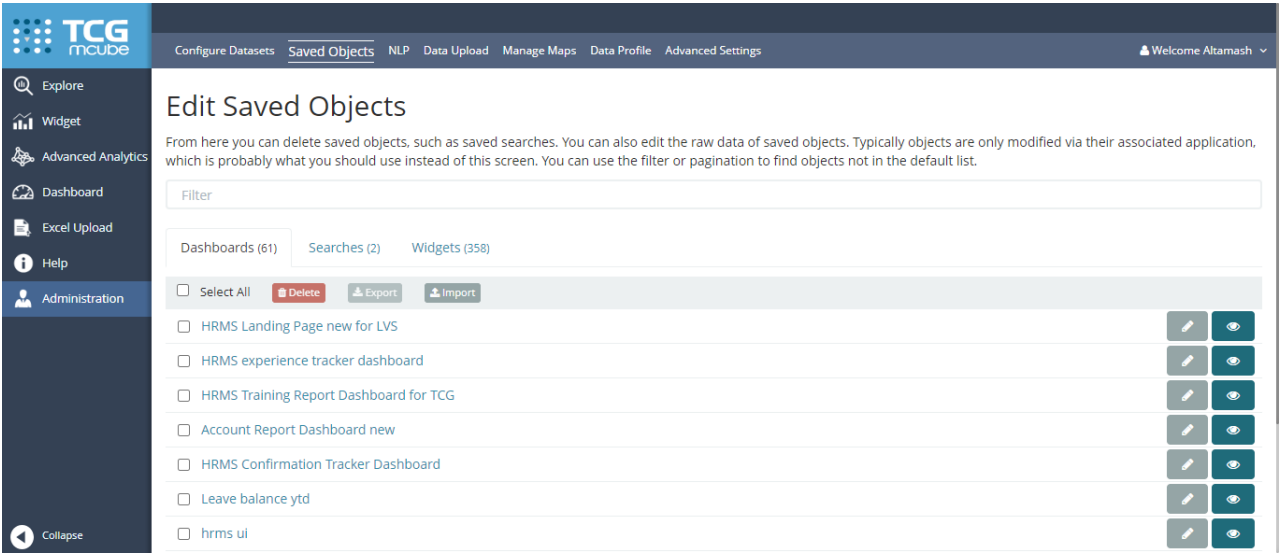 TCG
mcube
Configure Datasets Saved Objects NLP Data Upload Manage Maps Data Profile Advanced Settings
Welcome Altamash
Explore
Widget
Advanced Analytics
Dashboard
Excel Upload
Help
Administration
Collapse
Edit Saved Objects
From here you can delete saved objects, such as saved searches. You can also edit the raw data of saved objects. Typically objects are only modified via their associated application,
which is probably what you should use instead of this screen. You can use the filter or pagination to find objects not in the default list.
Filter
Dashboards (61) Searches (2) Widgets (358)
Select All Delete Export Import
HRMS Landing Page new for LVS
HRMS experience tracker dashboard
HRMS Training Report Dashboard for TCG
Account Report Dashboard new
HRMS Confirmation Tracker Dashboard
Leave balance ytd
hrms ui